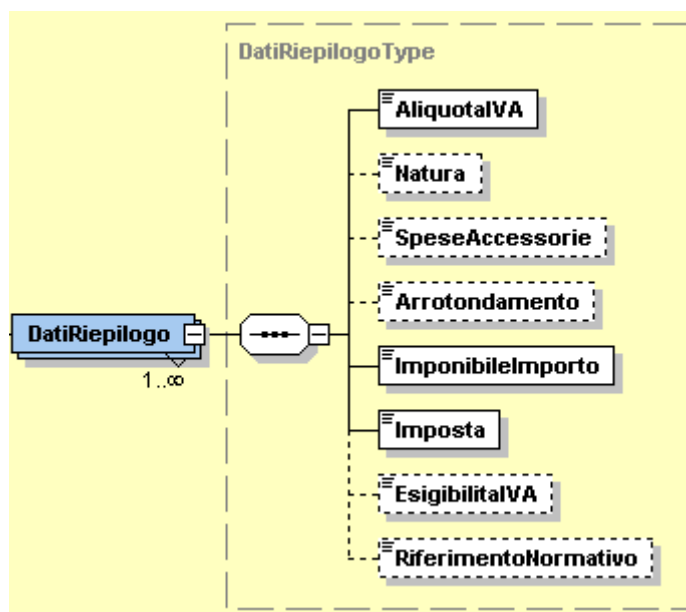 DatiRiepilogoType
AliquotaIVA
Natura
SpeseAccessorie
Arrotondamento
DatiRiepilogo
1..∞
ImponibileImporto
Imposta
EsigibilitaIVA
RiferimentoNormativo